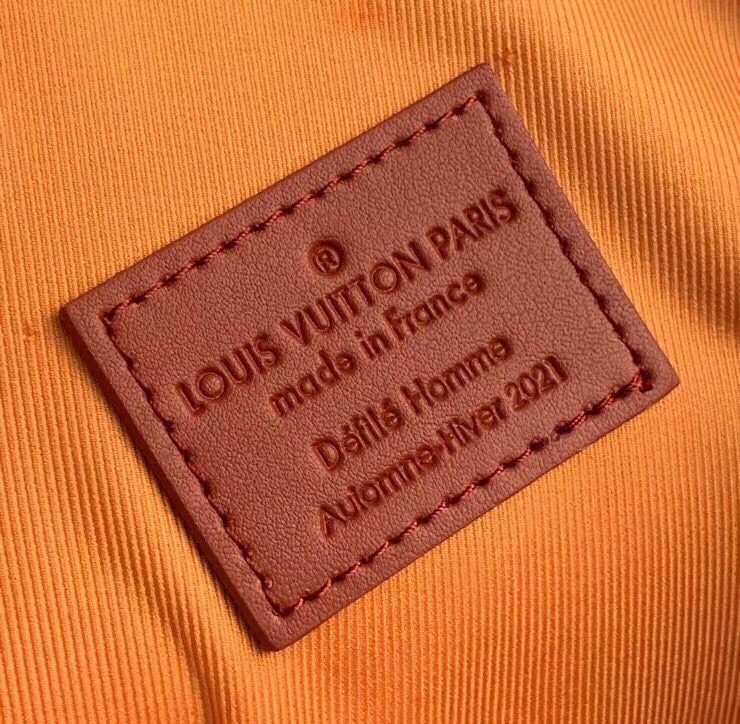 ®
LOUIS VUITTON PARIS
made in France
Défilé Homme
Automne-Hiver 2021